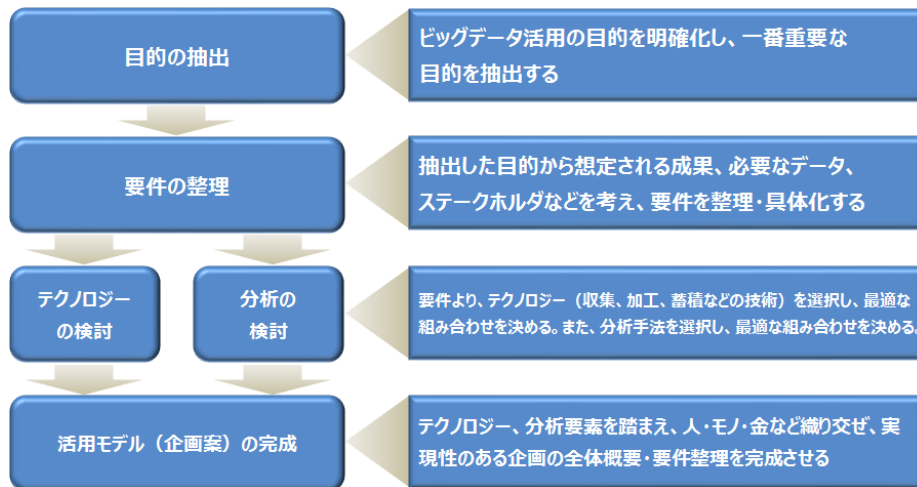 目的の抽出
ビッグデータ活用の目的を明確化し、一番重要な
目的を抽出する
要件の整理
抽出した目的から想定される成果、必要なデータ、
ステークホルダなどを考え、要件を整理・具体化する
テクノロジー
の検討
分析の
検討
要件より、テクノロジー（収集、加工、蓄積などの技術）を選択し、最適な
組み合わせを決める。また、分析手法を選択し、最適な組み合わせを決める。
活用モデル（企画案）の完成
テクノロジー、分析要素を踏まえ、人・モノ・金など織り交ぜ、実
現性のある企画の全体概要・要件整理を完成させる